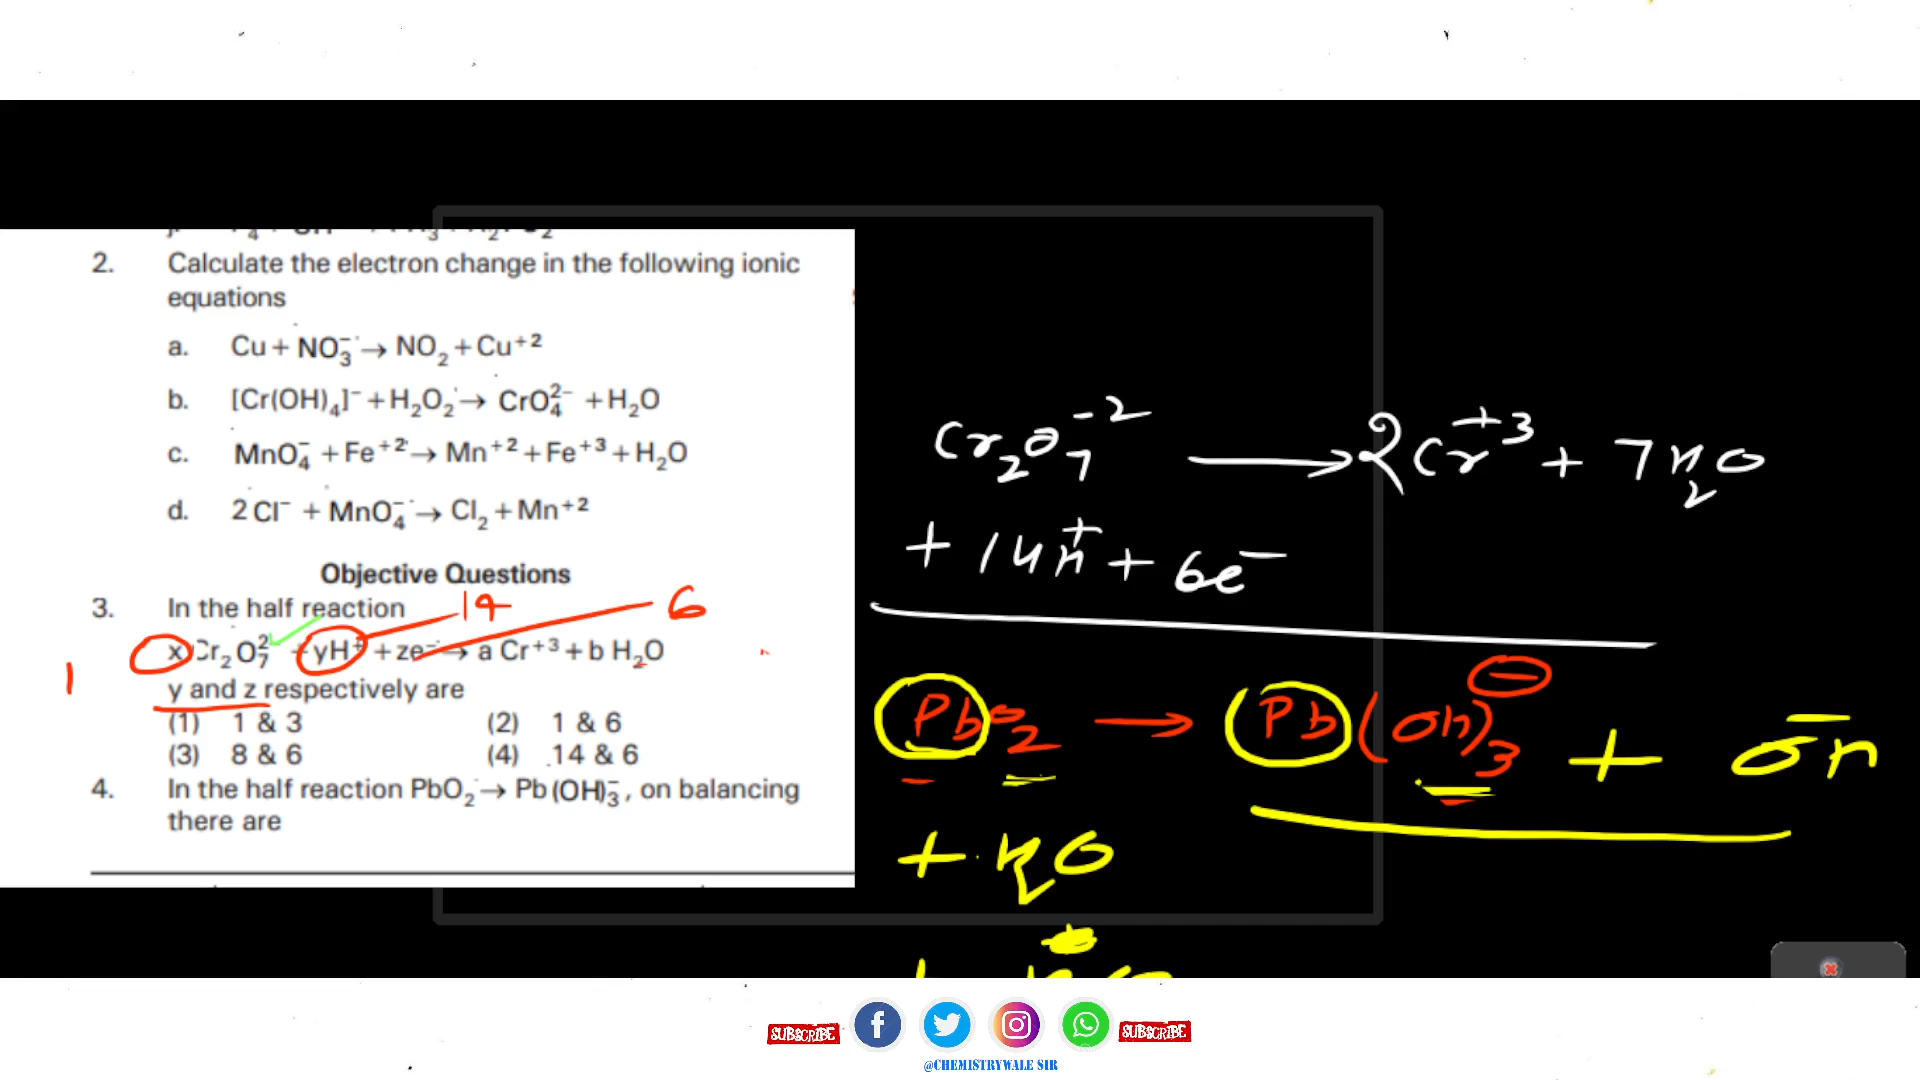 2. Calculate the electron change in the following ionic
equations
a. Cu + NO₃⁻ → NO₂ + Cu⁺²
b. [Cr(OH)₄]⁻ + H₂O₂ → CrO₄²⁻ + H₂O
c. MnO₄⁻ + Fe⁺² → Mn⁺² + Fe⁺³ + H₂O
d. 2Cl⁻ + MnO₄⁻ → Cl₂ + Mn⁺²
Objective Questions
3. In the half reaction
14
6
xCr₂O₇²⁻ + yH⁺ + ze⁻ → a Cr⁺³ + b H₂O
1
y and z respectively are
(1) 1 & 3 (2) 1 & 6
(3) 8 & 6 (4) 14 & 6
4. In the half reaction PbO₂ → Pb(OH)₃⁻, on balancing
there are
Cr₂O₇⁻² → 2Cr⁺³ + 7H₂O
+ 14H⁺ + 6e⁻
PbO₂ → Pb(OH)₃⁻ + OH⁻
+ H₂O
SUBSCRIBE SUBSCRIBE
@CHEMISTRYWALE SIR